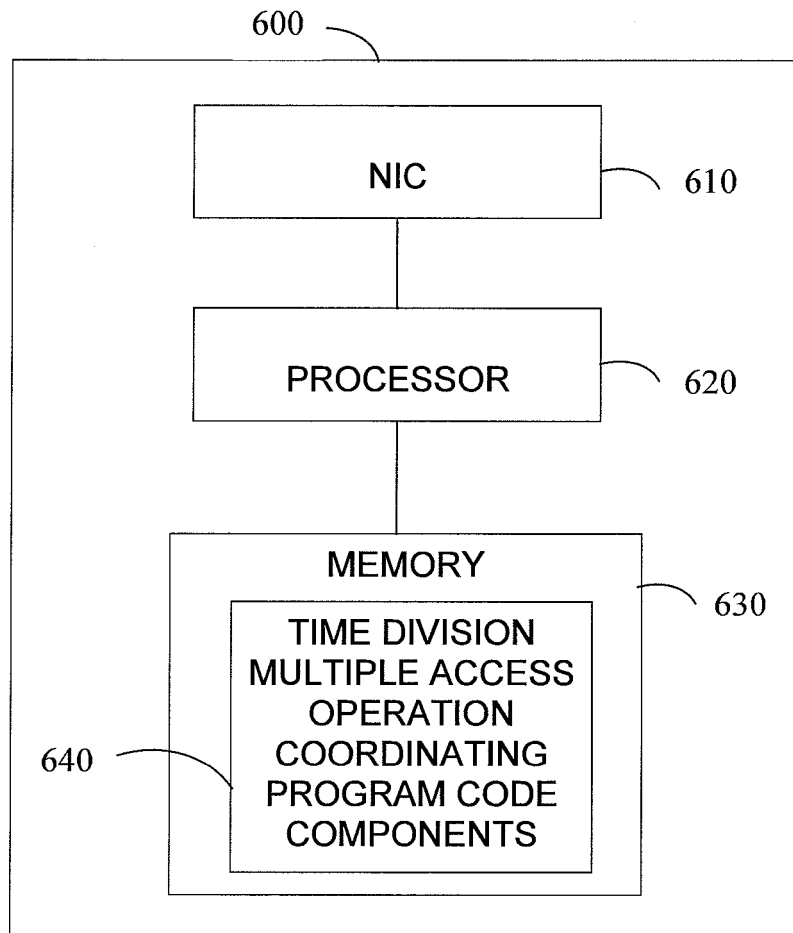 600
NIC
610
PROCESSOR
620
MEMORY
630
TIME DIVISION
MULTIPLE ACCESS
OPERATION
COORDINATING
640
PROGRAM CODE
COMPONENTS